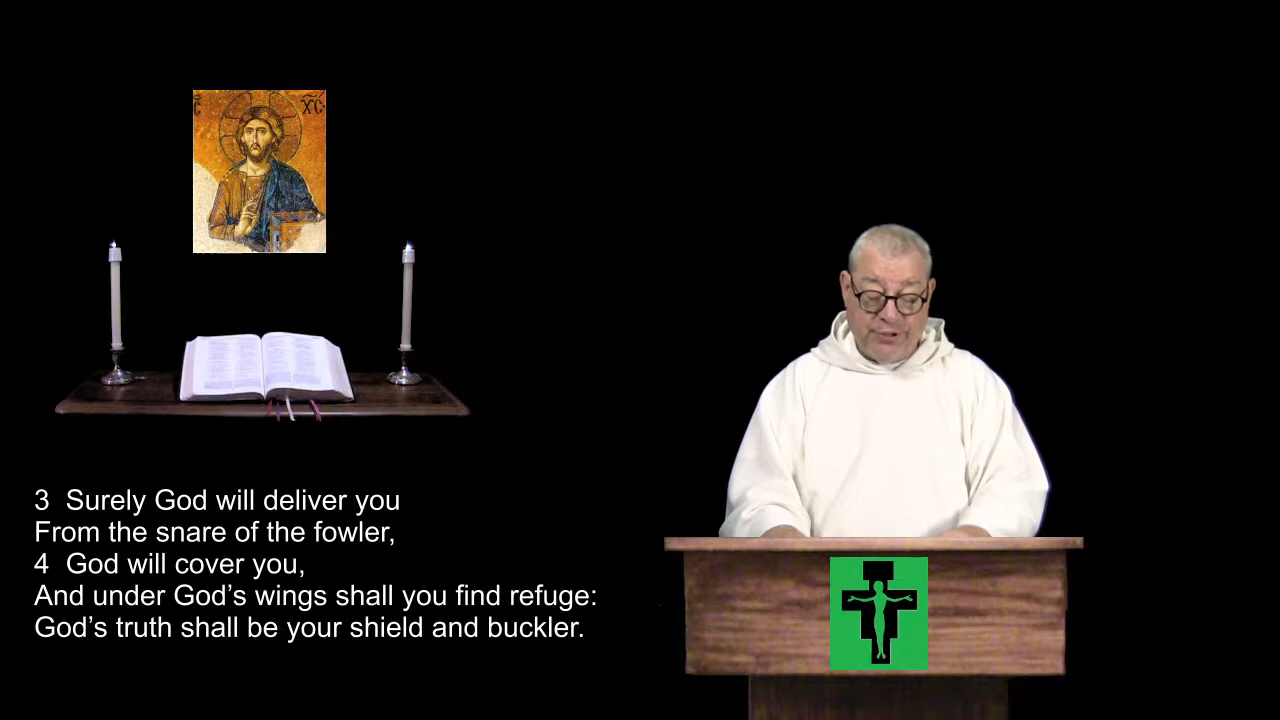 XC
3 Surely God will deliver you
From the snare of the fowler,
4 God will cover you,
And under God’s wings shall you find refuge:
God’s truth shall be your shield and buckler.